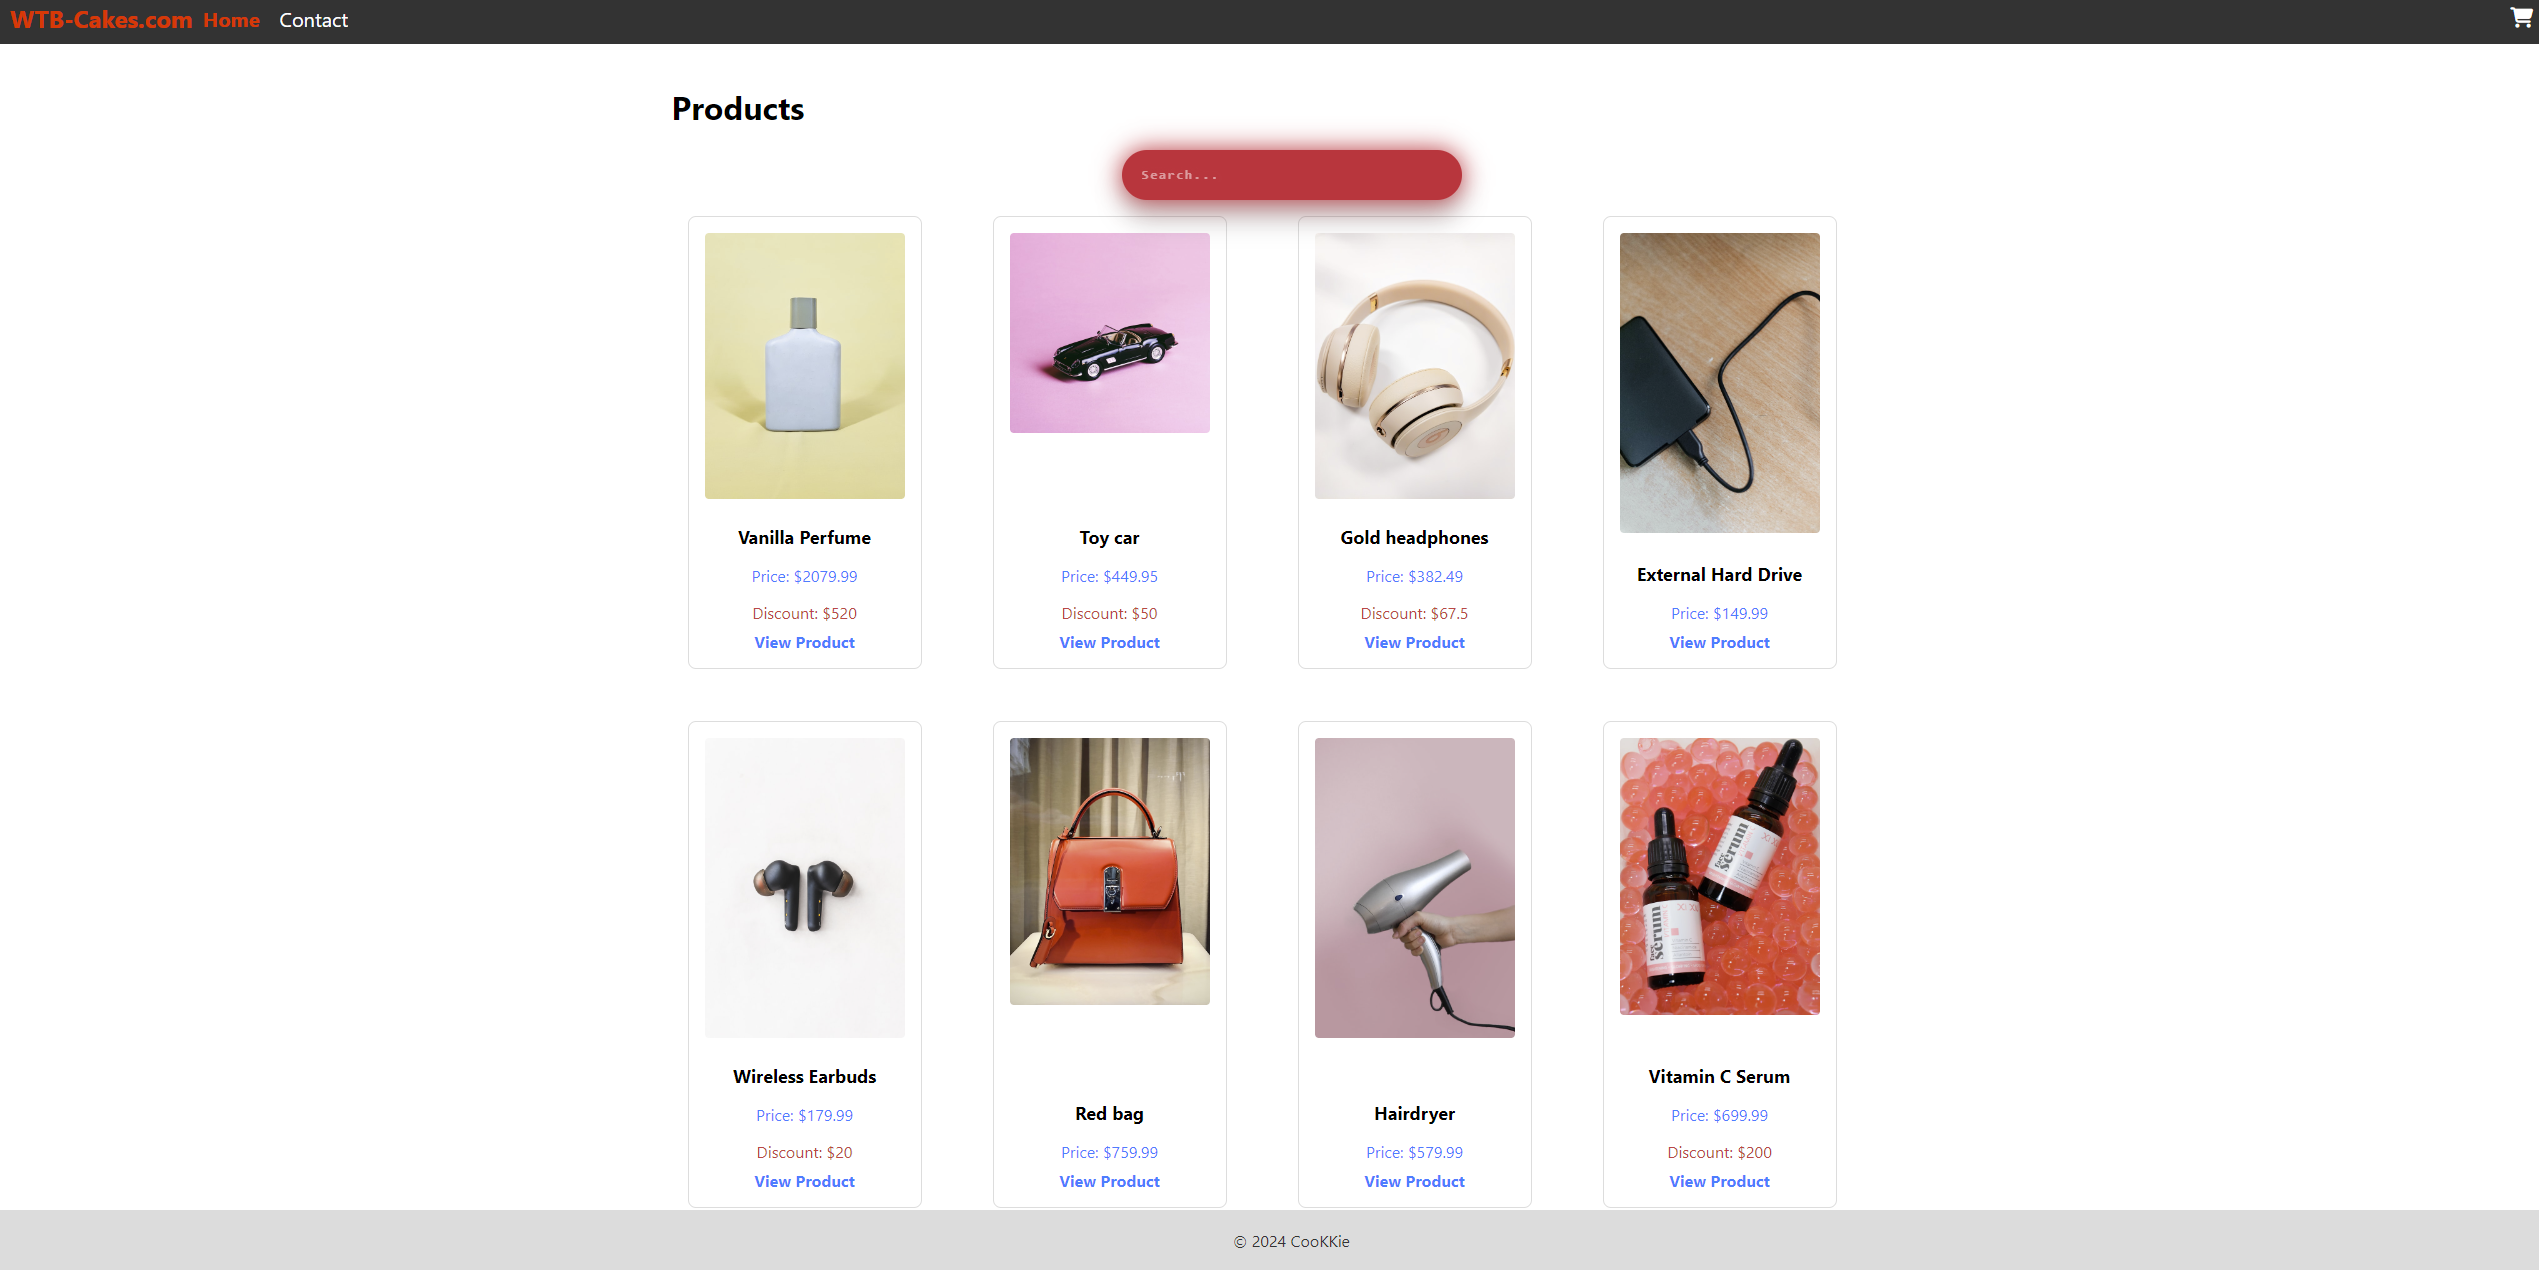 WTB-Cakes.com Home Contact
Products
Search...
Vanilla Perfume
Price: $2079.99
Discount: $520
View Product
Toy car
Price: $449.95
Discount: $50
View Product
Gold headphones
Price: $382.49
Discount: $67.5
View Product
External Hard Drive
Price: $149.99
View Product
Wireless Earbuds
Price: $179.99
Discount: $20
View Product
Red bag
Price: $759.99
View Product
Hairdryer
Price: $579.99
View Product
face
serum
face
serum
Vitamin C Serum
Price: $699.99
Discount: $200
View Product
© 2024 CooKKie